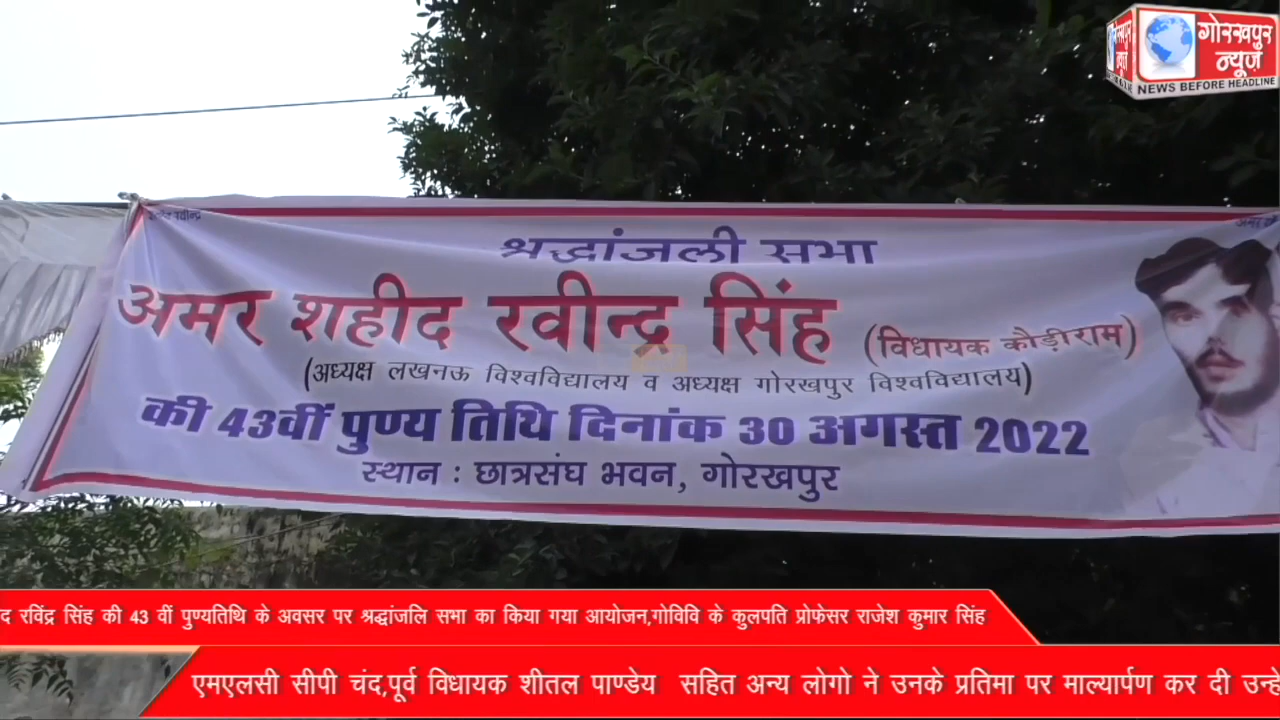 गोरखपुर
न्यूज़
NEWS BEFORE HEADLINE
श्रद्धांजली सभा
अमर शहीद रवीन्द्र सिंह (विधायक कौड़ीराम)
(अध्यक्ष लखनऊ विश्वविद्यालय व अध्यक्ष गोरखपुर विश्वविद्यालय)
की 43वीं पुण्य तिथि दिनांक 30 अगस्त 2022
स्थान : छात्रसंघ भवन, गोरखपुर
द रविंद्र सिंह की 43 वीं पुण्यतिथि के अवसर पर श्रद्धांजलि सभा का किया गया आयोजन,गोविवि के कुलपति प्रोफेसर राजेश कुमार सिंह
एमएलसी सीपी चंद,पूर्व विधायक शीतल पाण्डेय सहित अन्य लोगो ने उनके प्रतिमा पर माल्यार्पण कर दी उन्हे